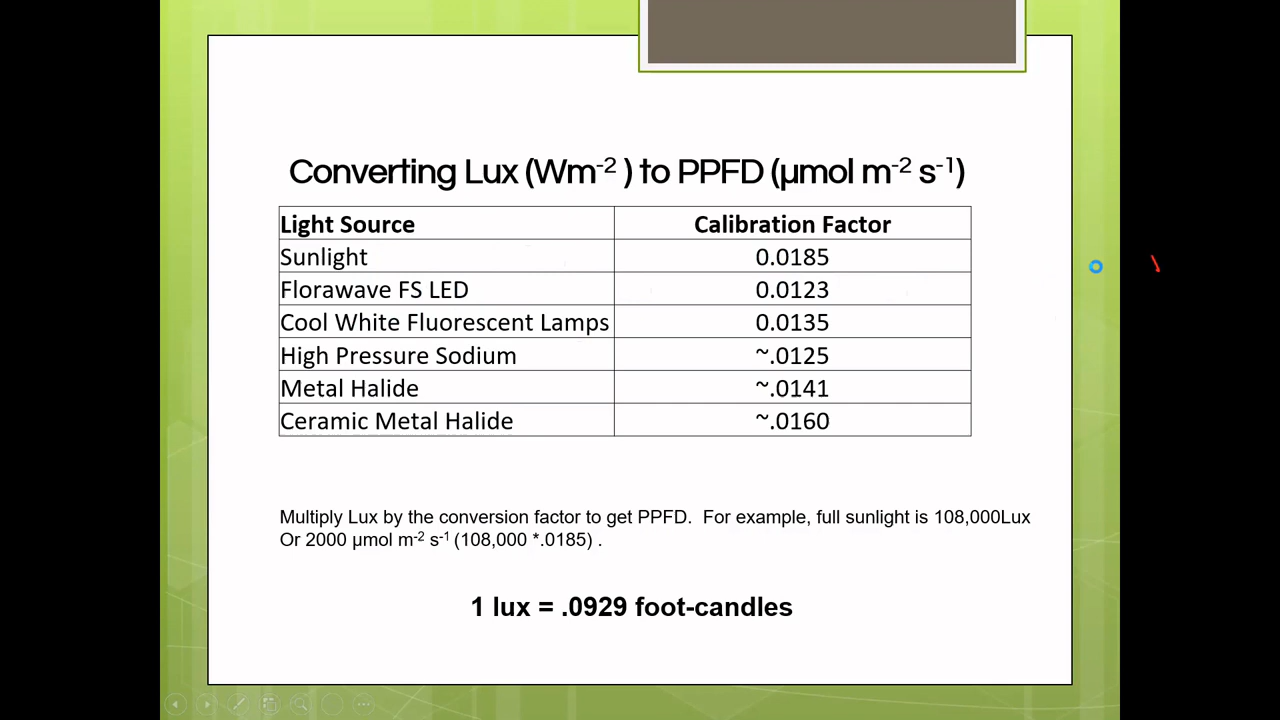 Converting Lux (Wm-2 ) to PPFD (µmol m-2 s-1)
Light Source Calibration Factor
Sunlight 0.0185
Florawave FS LED 0.0123
Cool White Fluorescent Lamps 0.0135
High Pressure Sodium ~.0125
Metal Halide ~.0141
Ceramic Metal Halide ~.0160
Multiply Lux by the conversion factor to get PPFD.  For example, full sunlight is 108,000Lux
Or 2000 µmol m-2 s-1 (108,000 *.0185) .
1 lux = .0929 foot-candles